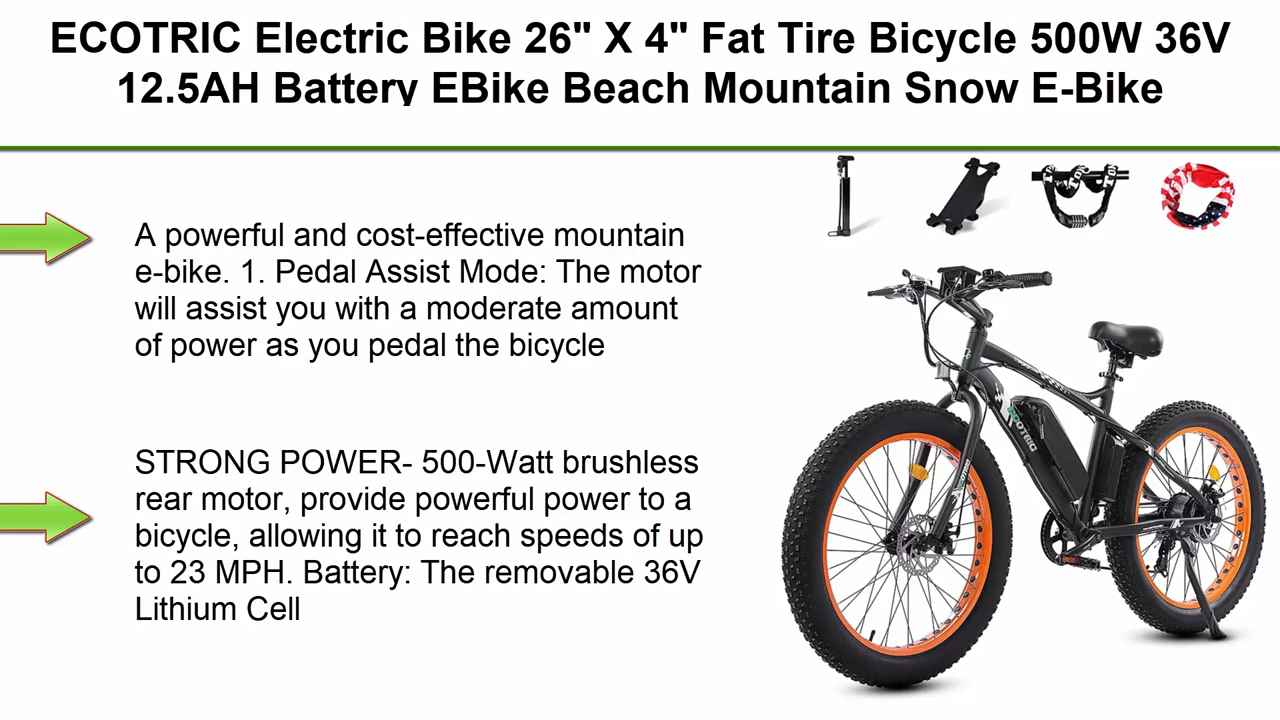 ECOTRIC Electric Bike 26" X 4" Fat Tire Bicycle 500W 36V
12.5AH Battery EBike Beach Mountain Snow E-Bike
A powerful and cost-effective mountain
e-bike. 1. Pedal Assist Mode: The motor
will assist you with a moderate amount
of power as you pedal the bicycle
STRONG POWER- 500-Watt brushless
rear motor, provide powerful power to a
bicycle, allowing it to reach speeds of up
to 23 MPH. Battery: The removable 36V
Lithium Cell
ECOTRIC